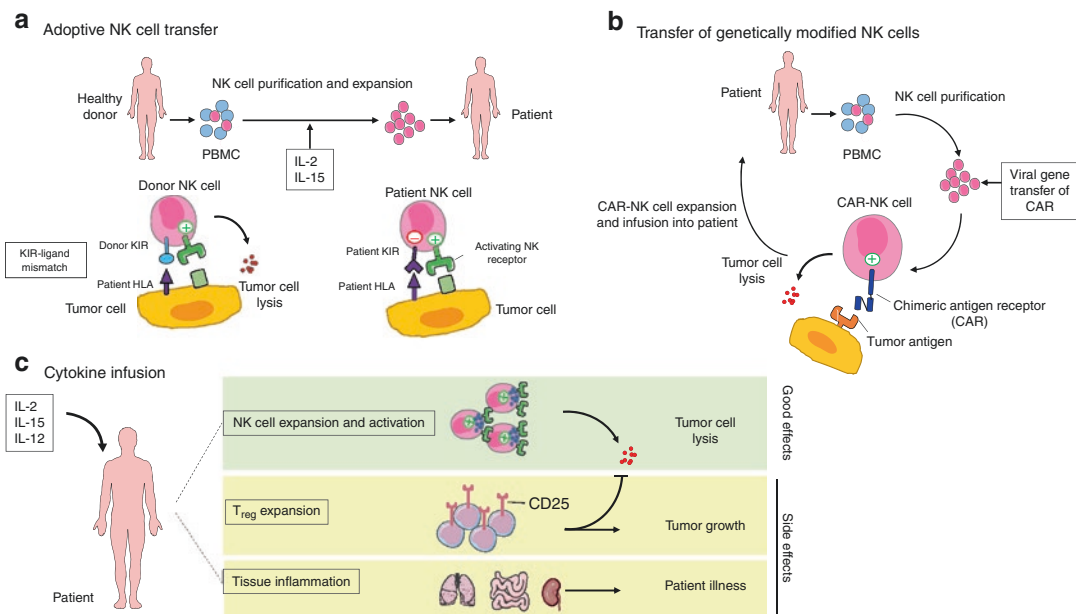 a
Adoptive NK cell transfer
Healthy
donor
NK cell purification and expansion
Patient
PBMC
IL-2
IL-15
Donor NK cell
Donor KIR
KIR-ligand
mismatch
Patient HLA
Tumor cell
lysis
Tumor cell
Patient NK cell
Patient KIR
Activating NK
receptor
Patient HLA
Tumor cell
b
Transfer of genetically modified NK cells
Patient
NK cell purification
PBMC
Viral gene
transfer of
CAR
CAR-NK cell expansion
and infusion into patient
CAR-NK cell
Tumor cell
lysis
Chimeric antigen receptor
(CAR)
Tumor antigen
c
Cytokine infusion
IL-2
IL-15
IL-12
Patient
NK cell expansion and activation
Tumor cell
lysis
Good effects
Treg expansion
CD25
Tumor growth
Side effects
Tissue inflammation
Patient illness